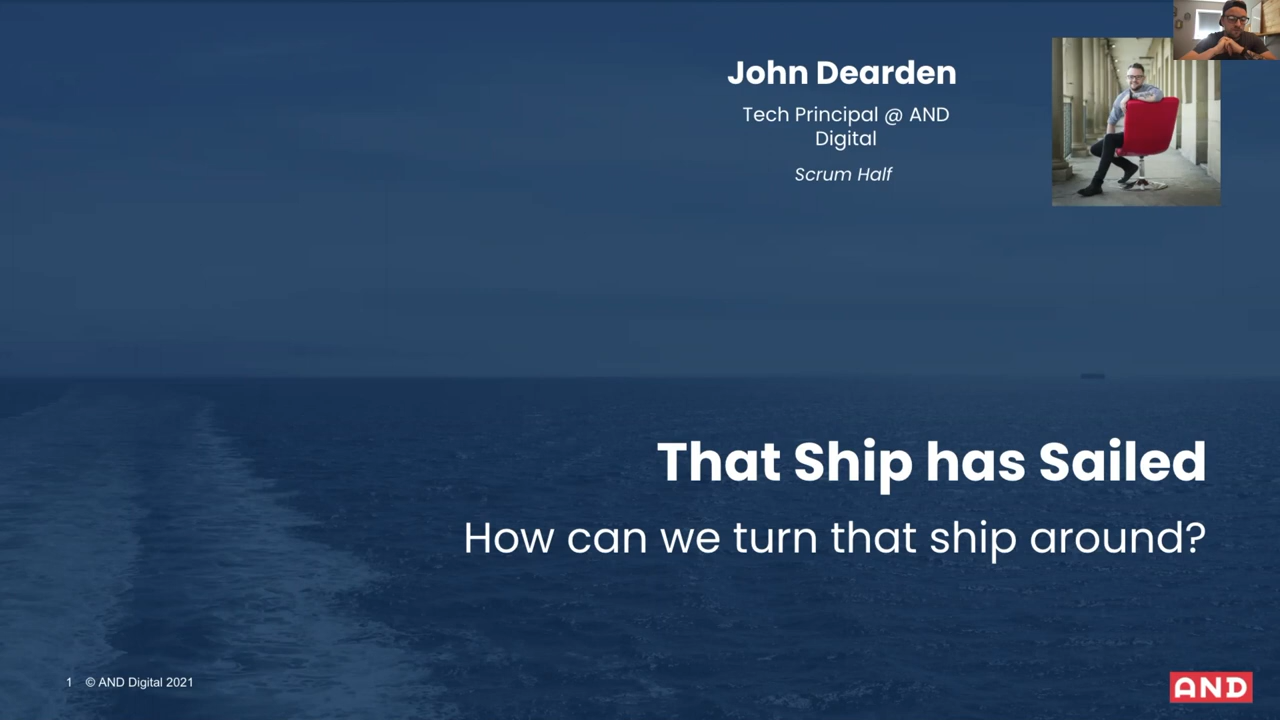 John Dearden
Tech Principal @ AND
Digital
Scrum Half
That Ship has Sailed
How can we turn that ship around?
1 © AND Digital 2021
AND